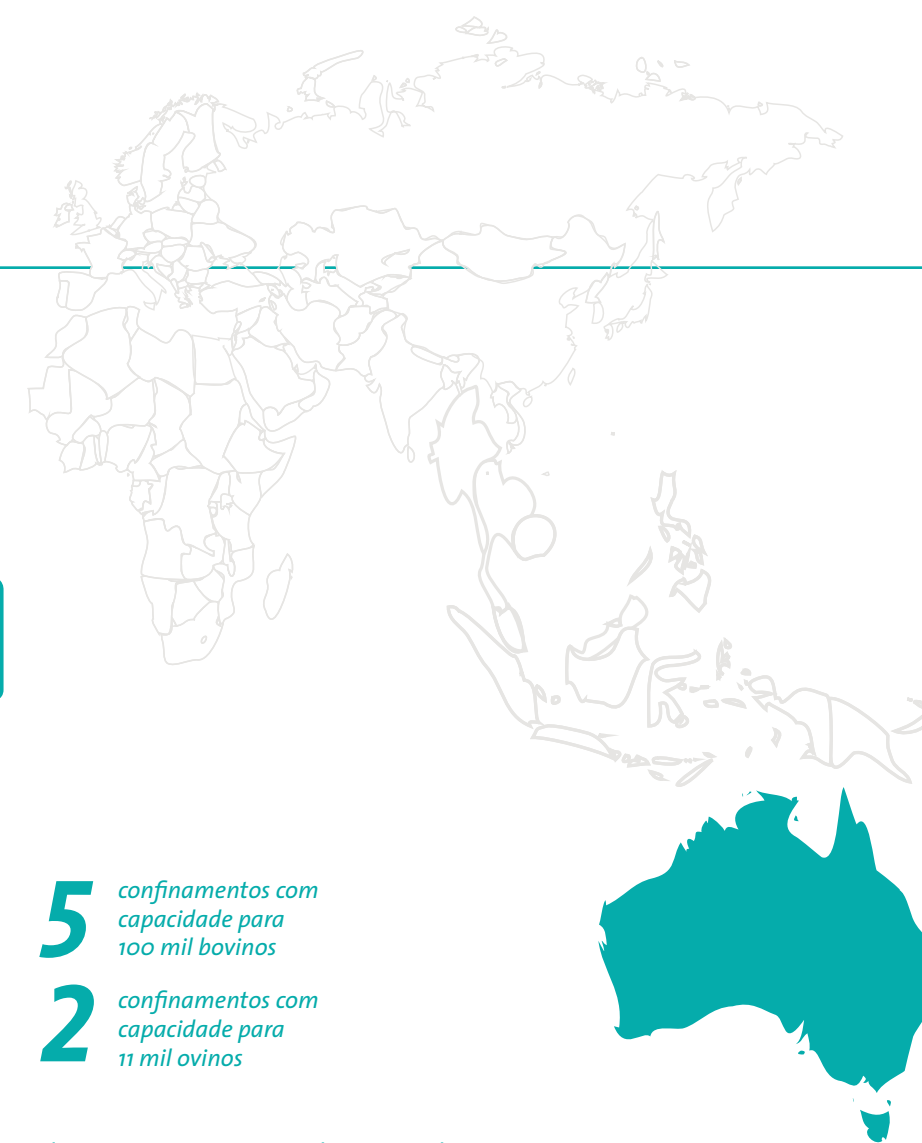 5
confinamentos com
capacidade para
100 mil bovinos
2
confinamentos com
capacidade para
11 mil ovinos